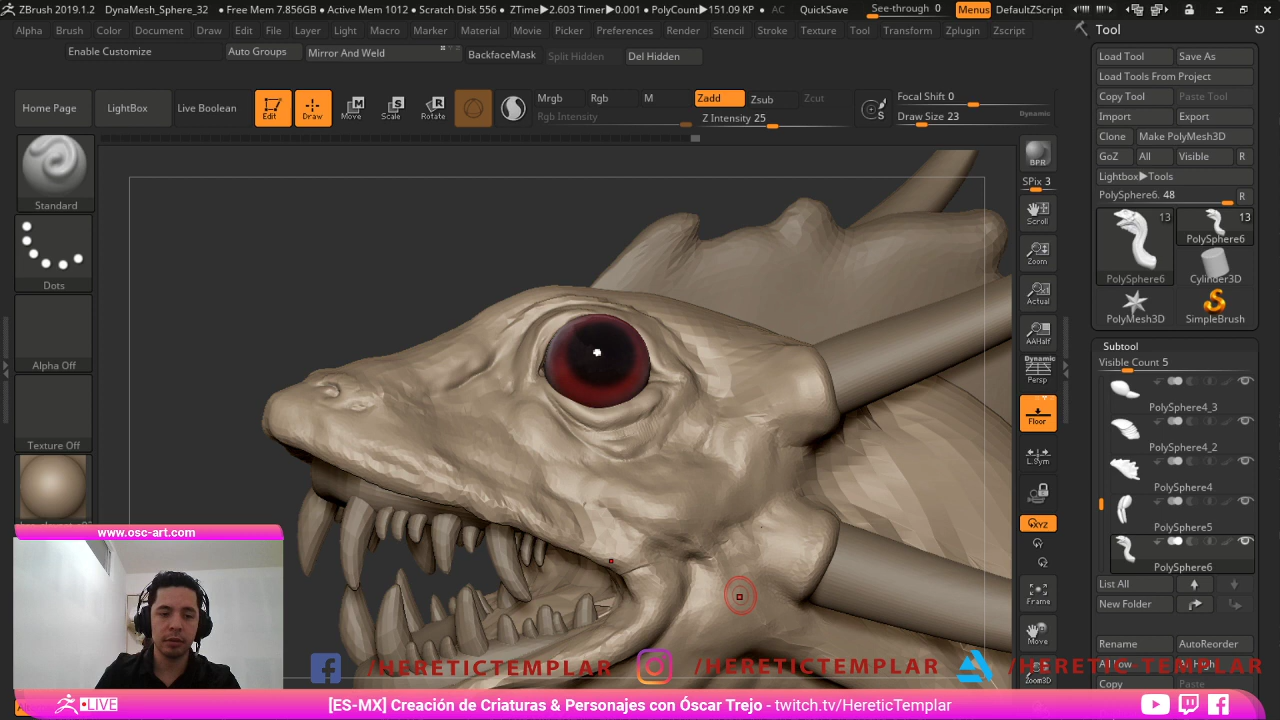 ZBrush 2019.1.2   DynaMesh_Sphere_32   • Free Mem 7.856GB • Active Mem 1012 • Scratch Disk 556 • ZTime▶2.603 Timer▶0.001 • PolyCount▶151.09 KP • AC QuickSave See-through 0 Menus DefaultZScript
Alpha Brush Color Document Draw Edit File Layer Light Macro Marker Material Movie Picker Preferences Render Stencil Stroke Texture Tool Transform Zplugin Zscript
Enable Customize Auto Groups Mirror And Weld BackfaceMask Split Hidden Del Hidden
Home Page LightBox Live Boolean Edit Draw Move Scale Rotate
M S R
Mrgb Rgb M Zadd Zsub Zcut
Rgb Intensity Z Intensity 25
S Focal Shift 0
Draw Size 23 Dynamic
Standard
Dots
Alpha Off
Texture Off
BPR
SPix 3
Scroll
Zoom
Actual
AAHalf
Dynamic
Persp
Floor
L.Sym
XYZ
Frame
Move
Zoom3D
Tool
Load Tool Save As
Load Tools From Project
Copy Tool Paste Tool
Import Export
Clone Make PolyMesh3D
GoZ All Visible R
Lightbox▶Tools
PolySphere6. 48 R
13 13
PolySphere6
PolySphere6 Cylinder3D
PolyMesh3D SimpleBrush
Subtool
Visible Count 5
PolySphere4_3
PolySphere4_2
PolySphere4
PolySphere5
PolySphere6
List All
New Folder
Rename AutoReorder
Copy Paste
www.osc-art.com
/HERETICTEMPLAR /HERETICTEMPLAR /HERETIC-TEMPLAR
LIVE [ES-MX] Creación de Criaturas & Personajes con Óscar Trejo - twitch.tv/HereticTemplar